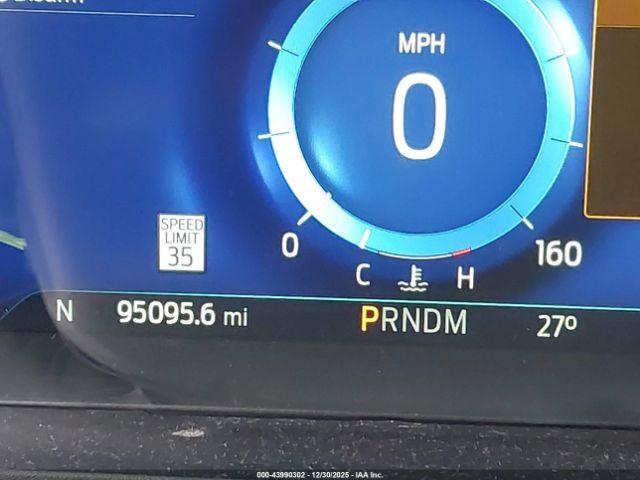 MPH
0
SPEED
LIMIT
35
0
160
C H
N 95095.6 mi PRNDM 27°
000-43990302 - 12/30/2025 - IAA Inc.